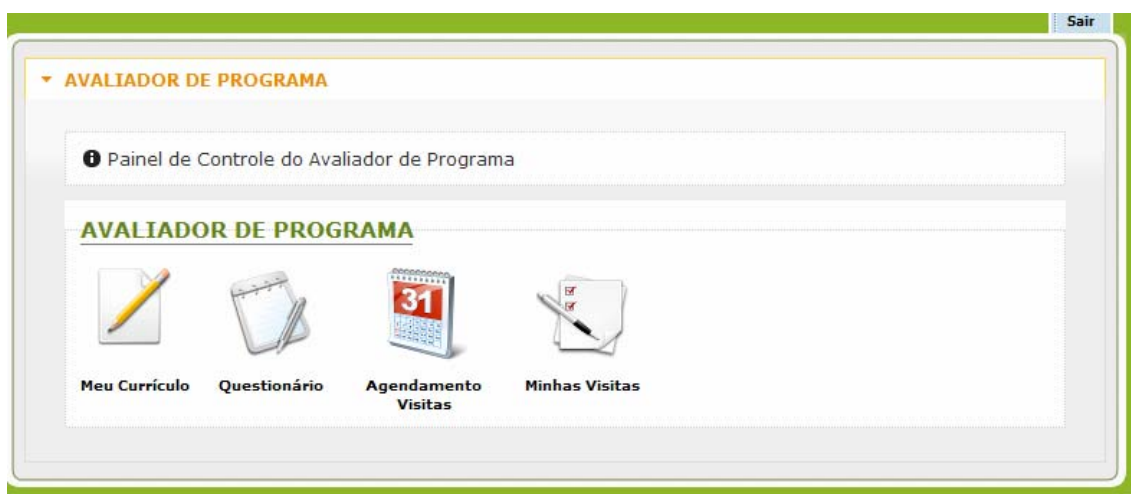 Sair
AVALIADOR DE PROGRAMA
Painel de Controle do Avaliador de Programa
AVALIADOR DE PROGRAMA
31
Meu Currículo Questionário Agendamento Visitas Minhas Visitas